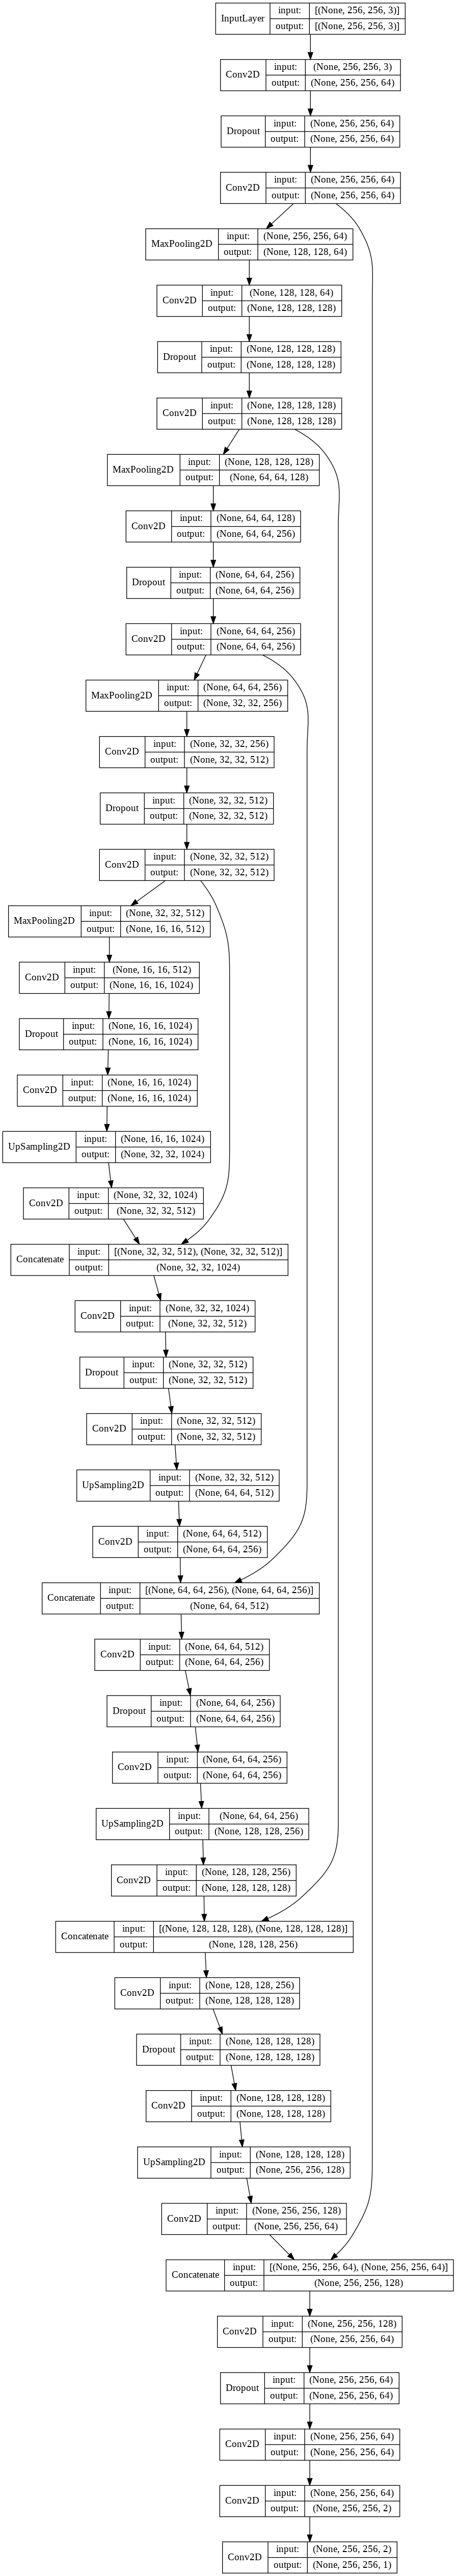 InputLayer input: [(None, 256, 256, 3)]
output: [(None, 256, 256, 3)]
Conv2D input: (None, 256, 256, 3)
output: (None, 256, 256, 64)
Dropout input: (None, 256, 256, 64)
output: (None, 256, 256, 64)
Conv2D input: (None, 256, 256, 64)
output: (None, 256, 256, 64)
MaxPooling2D input: (None, 256, 256, 64)
output: (None, 128, 128, 64)
Conv2D input: (None, 128, 128, 64)
output: (None, 128, 128, 128)
Dropout input: (None, 128, 128, 128)
output: (None, 128, 128, 128)
Conv2D input: (None, 128, 128, 128)
output: (None, 128, 128, 128)
MaxPooling2D input: (None, 128, 128, 128)
output: (None, 64, 64, 128)
Conv2D input: (None, 64, 64, 128)
output: (None, 64, 64, 256)
Dropout input: (None, 64, 64, 256)
output: (None, 64, 64, 256)
Conv2D input: (None, 64, 64, 256)
output: (None, 64, 64, 256)
MaxPooling2D input: (None, 64, 64, 256)
output: (None, 32, 32, 256)
Conv2D input: (None, 32, 32, 256)
output: (None, 32, 32, 512)
Dropout input: (None, 32, 32, 512)
output: (None, 32, 32, 512)
Conv2D input: (None, 32, 32, 512)
output: (None, 32, 32, 512)
MaxPooling2D input: (None, 32, 32, 512)
output: (None, 16, 16, 512)
Conv2D input: (None, 16, 16, 512)
output: (None, 16, 16, 1024)
Dropout input: (None, 16, 16, 1024)
output: (None, 16, 16, 1024)
Conv2D input: (None, 16, 16, 1024)
output: (None, 16, 16, 1024)
UpSampling2D input: (None, 16, 16, 1024)
output: (None, 32, 32, 1024)
Conv2D input: (None, 32, 32, 1024)
output: (None, 32, 32, 512)
Concatenate input: [(None, 32, 32, 512), (None, 32, 32, 512)]
output: (None, 32, 32, 1024)
Conv2D input: (None, 32, 32, 1024)
output: (None, 32, 32, 512)
Dropout input: (None, 32, 32, 512)
output: (None, 32, 32, 512)
Conv2D input: (None, 32, 32, 512)
output: (None, 32, 32, 512)
UpSampling2D input: (None, 32, 32, 512)
output: (None, 64, 64, 512)
Conv2D input: (None, 64, 64, 512)
output: (None, 64, 64, 256)
Concatenate input: [(None, 64, 64, 256), (None, 64, 64, 256)]
output: (None, 64, 64, 512)
Conv2D input: (None, 64, 64, 512)
output: (None, 64, 64, 256)
Dropout input: (None, 64, 64, 256)
output: (None, 64, 64, 256)
Conv2D input: (None, 64, 64, 256)
output: (None, 64, 64, 256)
UpSampling2D input: (None, 64, 64, 256)
output: (None, 128, 128, 256)
Conv2D input: (None, 128, 128, 256)
output: (None, 128, 128, 128)
Concatenate input: [(None, 128, 128, 128), (None, 128, 128, 128)]
output: (None, 128, 128, 256)
Conv2D input: (None, 128, 128, 256)
output: (None, 128, 128, 128)
Dropout input: (None, 128, 128, 128)
output: (None, 128, 128, 128)
Conv2D input: (None, 128, 128, 128)
output: (None, 128, 128, 128)
UpSampling2D input: (None, 128, 128, 128)
output: (None, 256, 256, 128)
Conv2D input: (None, 256, 256, 128)
output: (None, 256, 256, 64)
Concatenate input: [(None, 256, 256, 64), (None, 256, 256, 64)]
output: (None, 256, 256, 128)
Conv2D input: (None, 256, 256, 128)
output: (None, 256, 256, 64)
Dropout input: (None, 256, 256, 64)
output: (None, 256, 256, 64)
Conv2D input: (None, 256, 256, 64)
output: (None, 256, 256, 64)
Conv2D input: (None, 256, 256, 64)
output: (None, 256, 256, 2)
Conv2D input: (None, 256, 256, 2)
output: (None, 256, 256, 1)